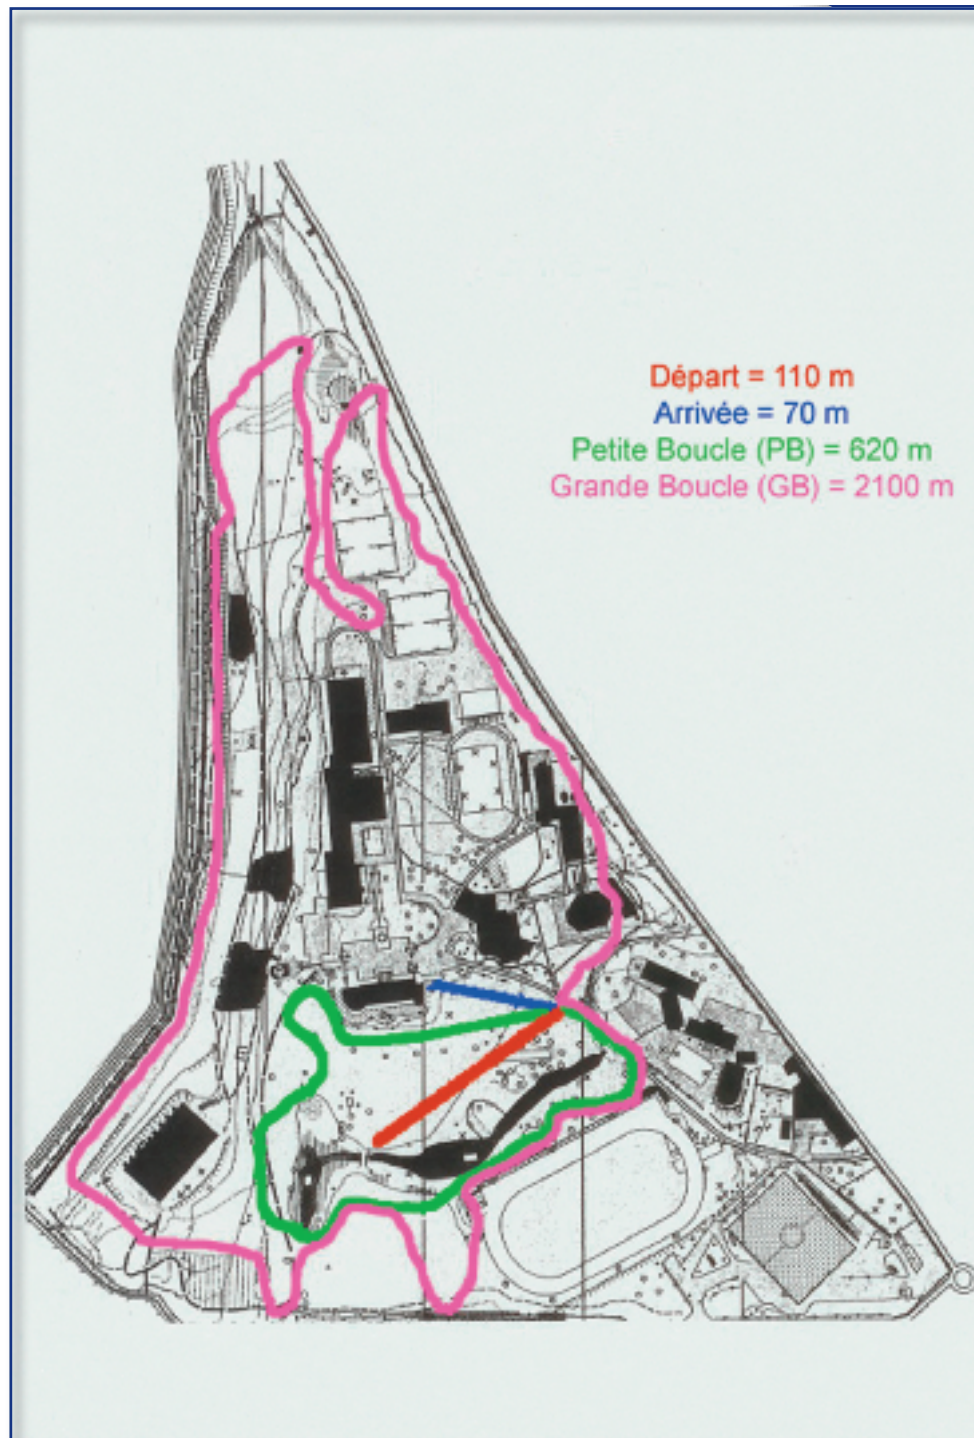 Départ = 110 m
Arrivée = 70 m
Petite Boucle (PB) = 620 m
Grande Boucle (GB) = 2100 m